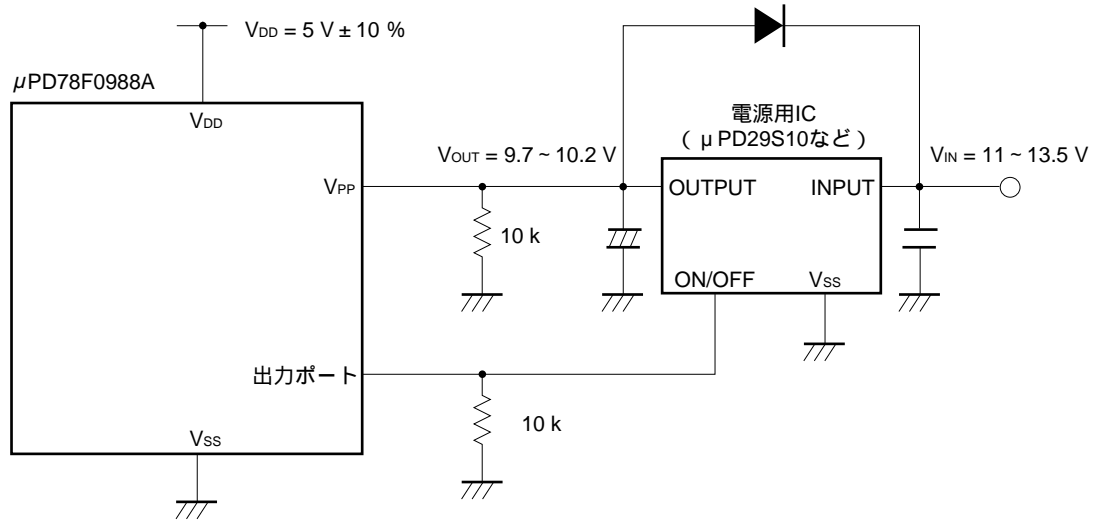 VDD = 5 V ± 10 %
μPD78F0988A
VDD
電源用IC
( μPD29S10など )
VOUT = 9.7 ~ 10.2 V
VIN = 11 ~ 13.5 V
VPP
OUTPUT
INPUT
10 k
ON/OFF
VSS
出力ポート
10 k
VSS